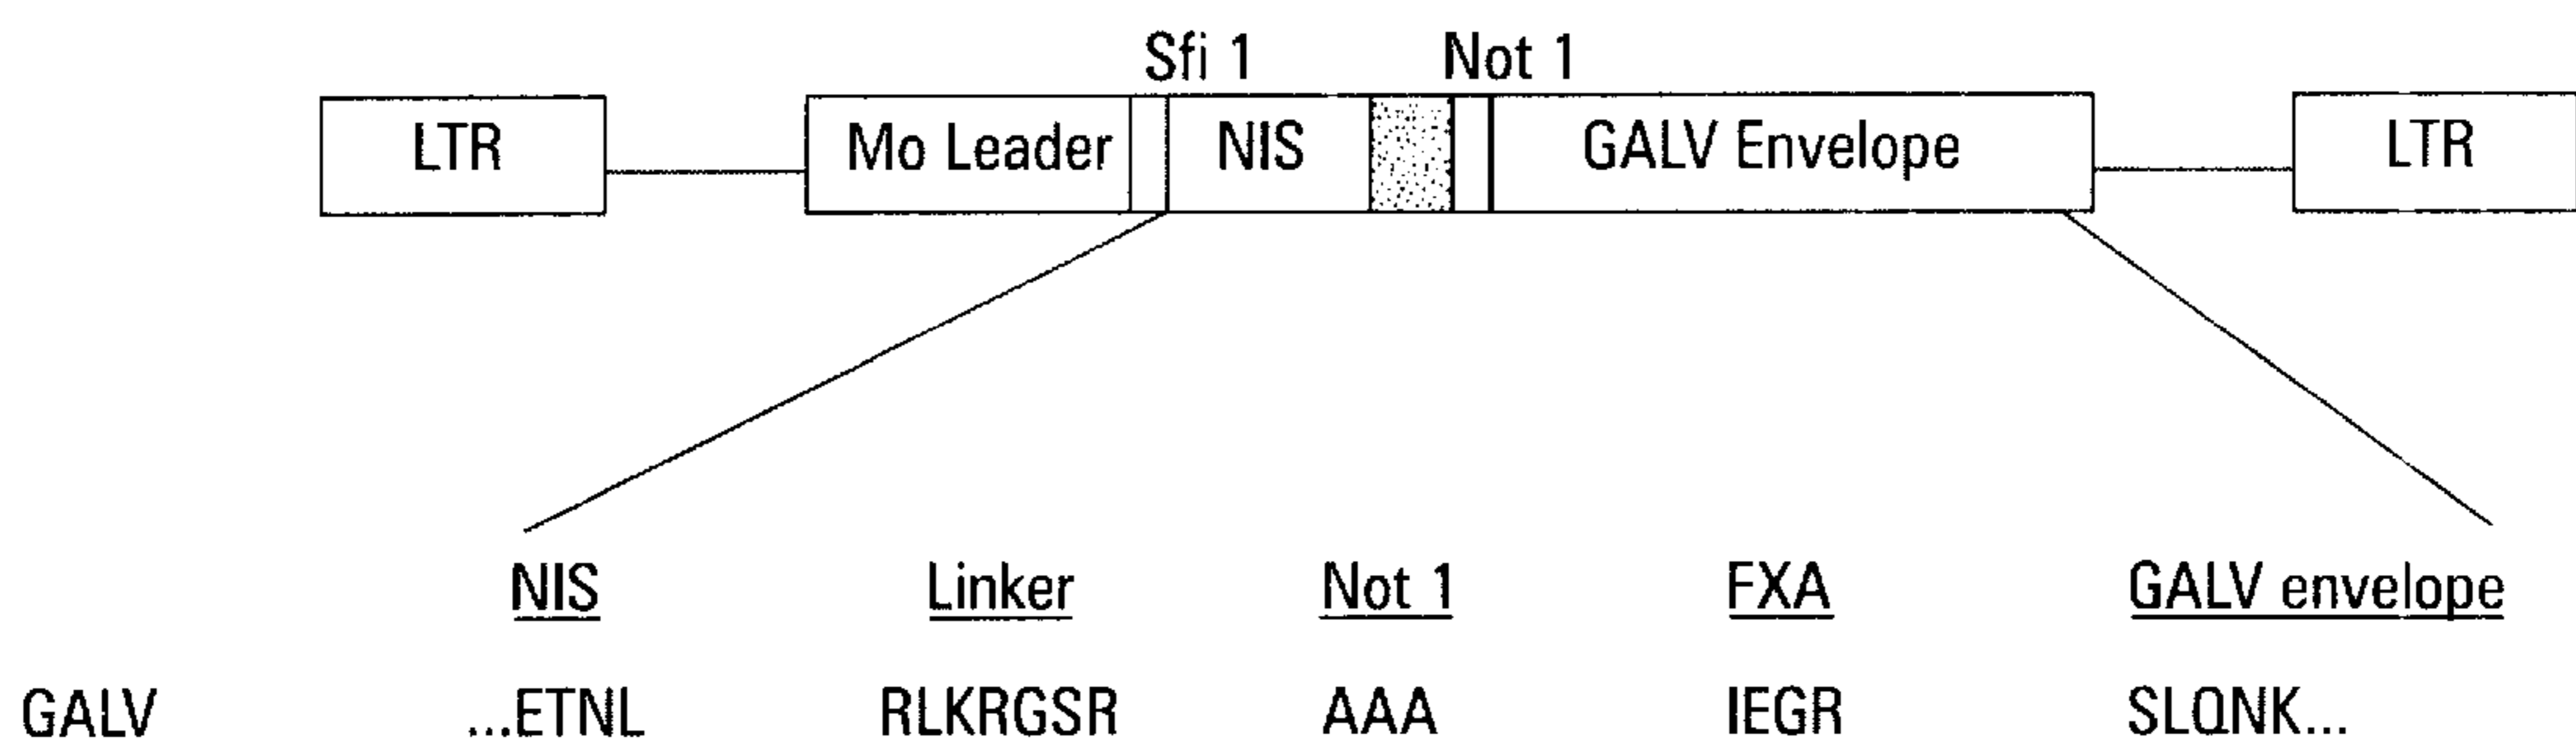 Sfi 1 Not 1
LTR Mo Leader NIS GALV Envelope LTR
NIS Linker Not 1 FXA GALV envelope
GALV ...ETNL RLKRGSR AAA IEGR SLQNK...